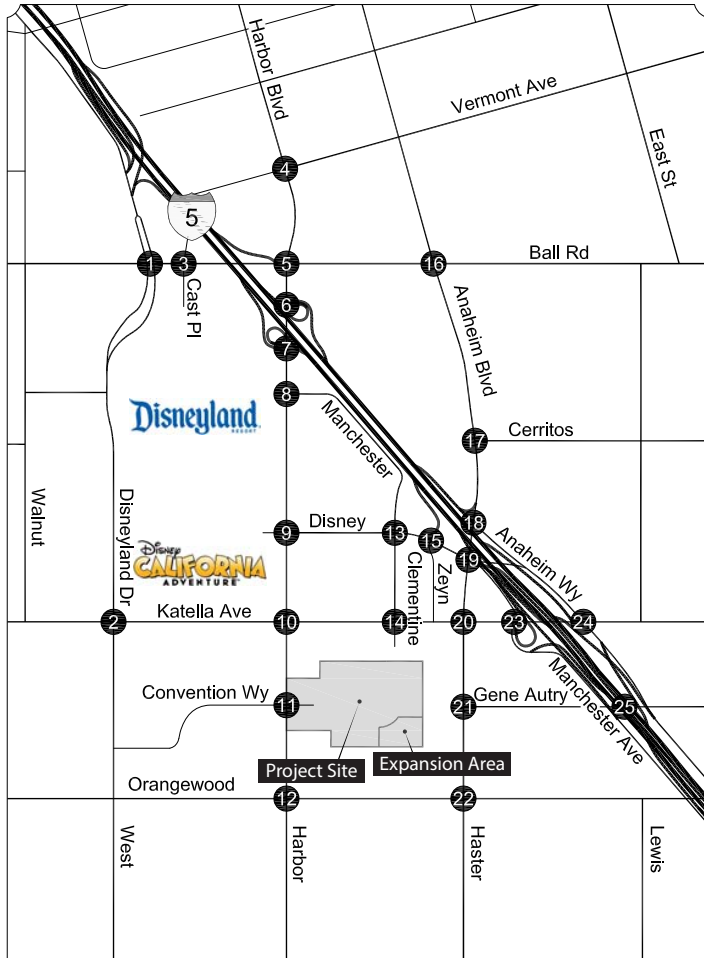 Harbor Blvd
Vermont Ave
East St
4
5
1
3
5
16
Ball Rd
Cast Pl
6
Anaheim Blvd
7
8
Disneyland
RESORT
Manchester
17
Cerritos
Walnut
Disneyland Dr
9
Disney
13
15
18
19
Anaheim Wy
Disney
CALIFORNIA
ADVENTURE
Zeyn
Clementine
2
Katella Ave
10
14
20
23
24
Convention Wy
11
21
Gene Autry
25
Manchester Ave
Project Site
Expansion Area
Orangewood
12
22
West
Harbor
Haster
Lewis